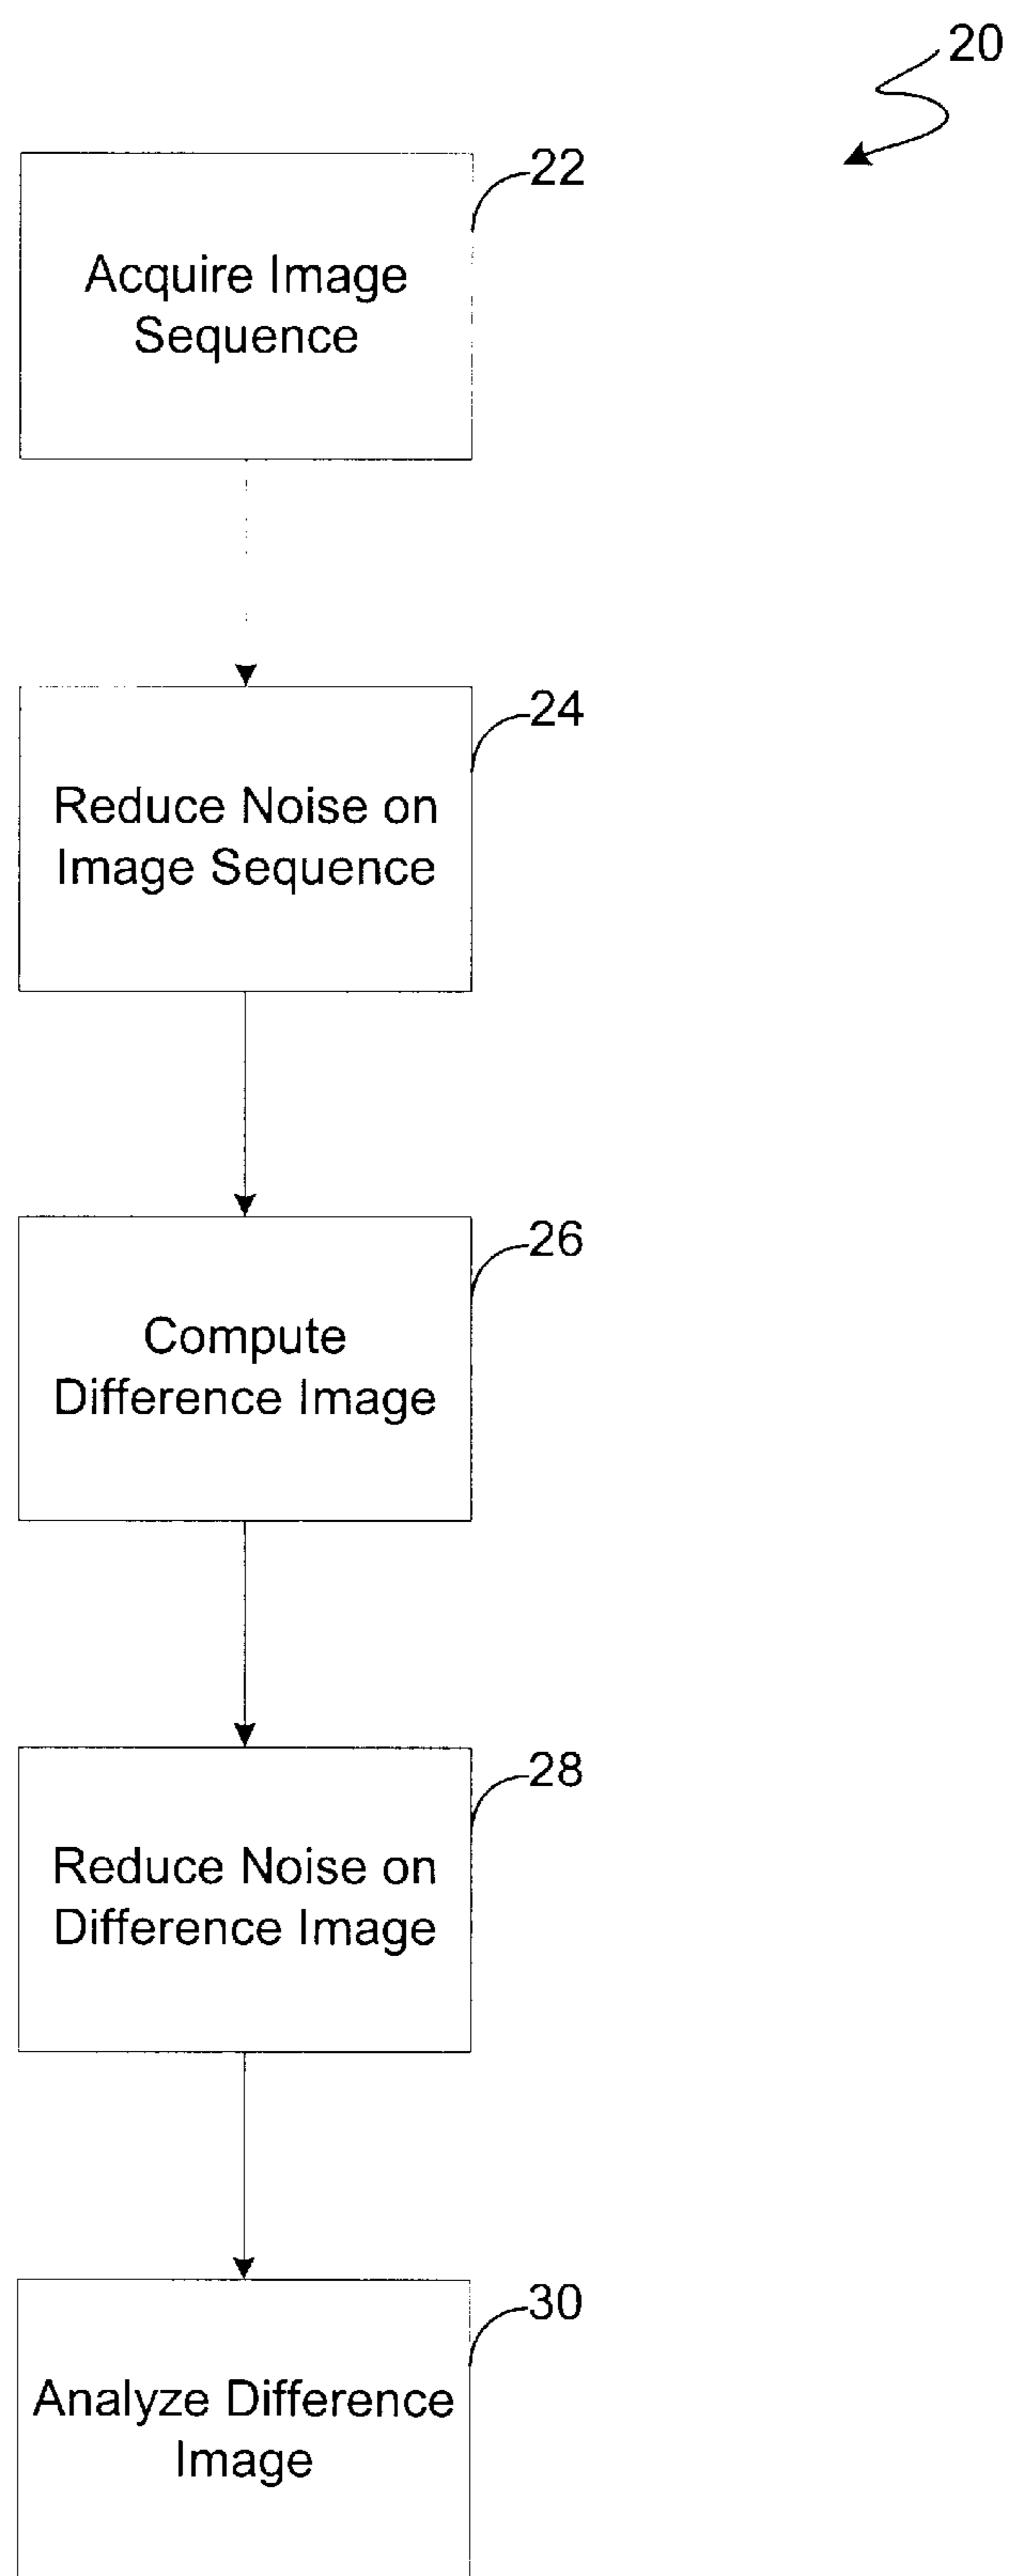 20
22
Acquire Image
Sequence
24
Reduce Noise on
Image Sequence
26
Compute
Difference Image
28
Reduce Noise on
Difference Image
30
Analyze Difference
Image